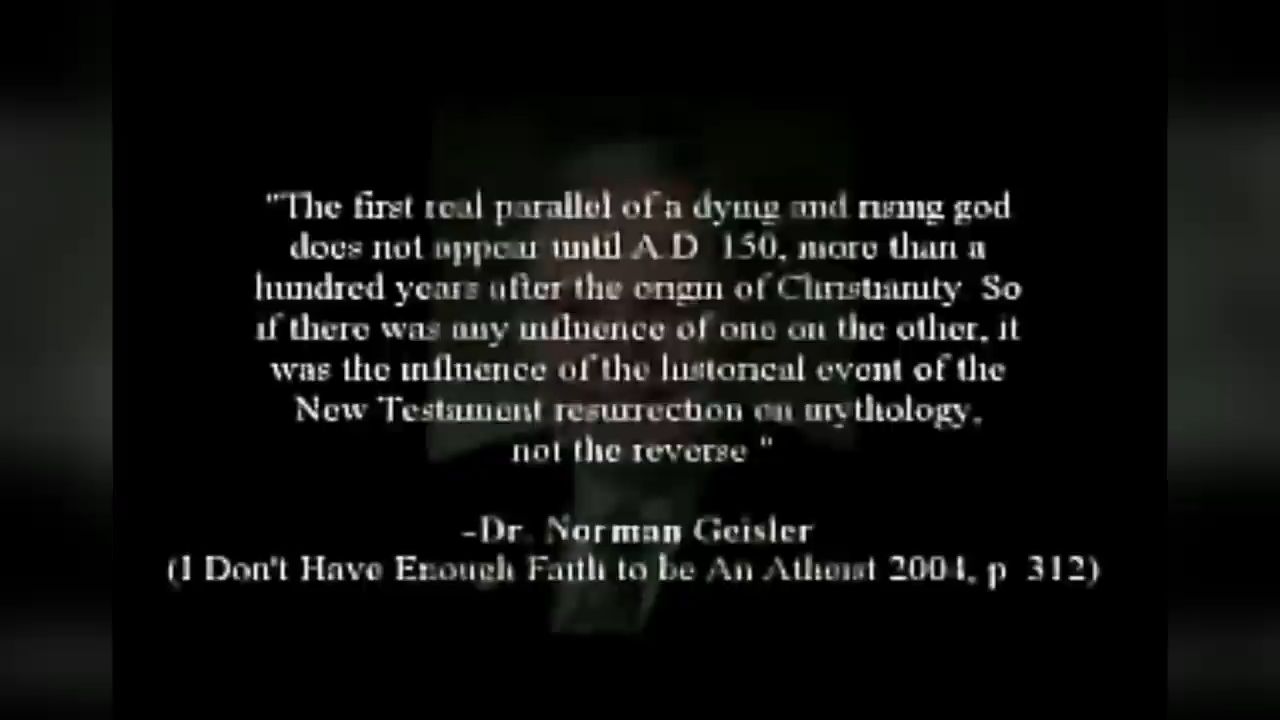 "The first real parallel of a dying and rising god
does not appear until A.D. 150, more than a
hundred years after the origin of Christianity. So
if there was any influence of one on the other, it
was the influence of the historical event of the
New Testament resurrection on mythology,
not the reverse."
-Dr. Norman Geisler
(I Don't Have Enough Faith to be An Atheist 2004, p. 312)